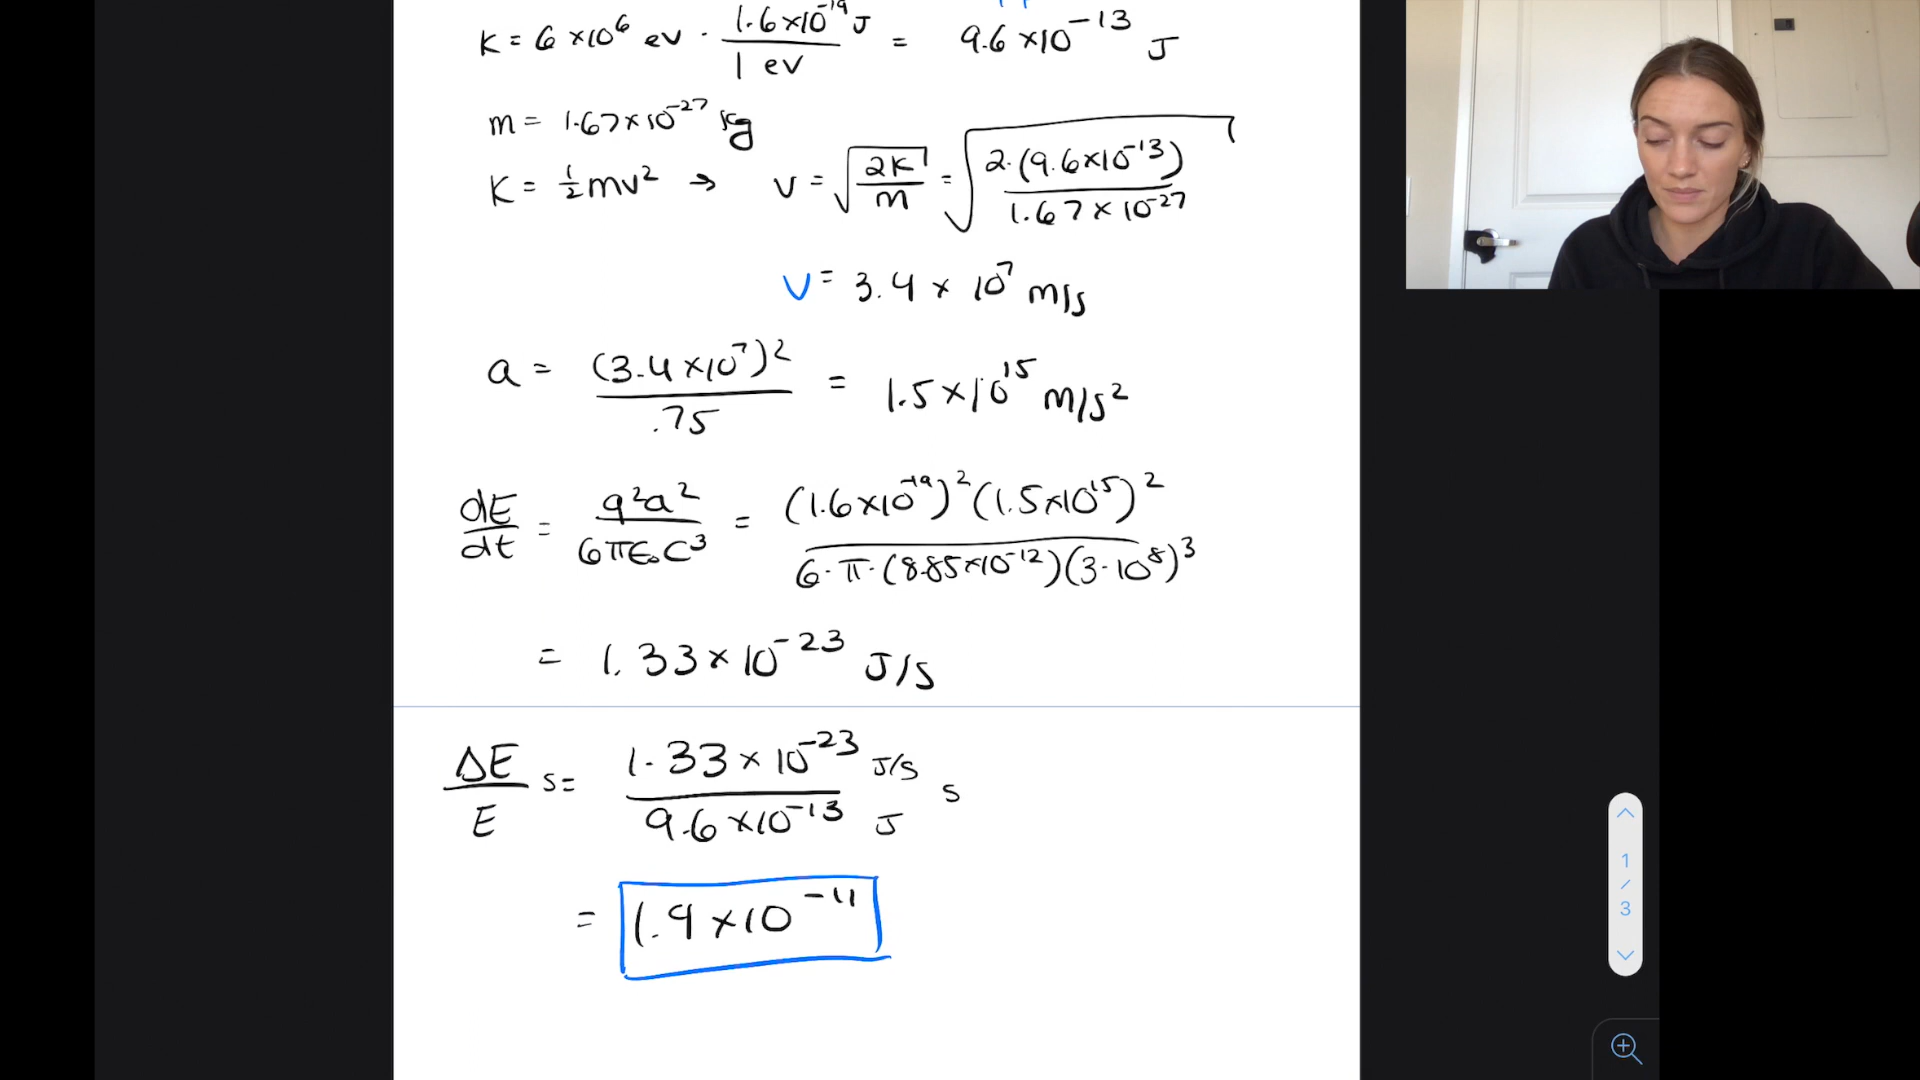 K = 6 ×10⁶ ev · 1.6×10⁻¹⁹ J / 1 ev = 9.6 ×10⁻¹³ J
m = 1.67×10⁻²⁷ kg
K = ½mv² → v = √(2K/m) = √(2·(9.6×10⁻¹³) / 1.67×10⁻²⁷)
v = 3.4 × 10⁷ m/s
a = (3.4×10⁷)² / .75 = 1.5×10¹⁵ m/s²
dE/dt = q²a² / 6πε₀c³ = (1.6×10⁻¹⁹)²(1.5×10¹⁵)² / 6·π·(8.85×10⁻¹²)(3·10⁸)³
= 1.33×10⁻²³ J/s
ΔE/E s = 1.33×10⁻²³ J/s / 9.6×10⁻¹³ J s
= 1.9×10⁻¹¹
1
/
3